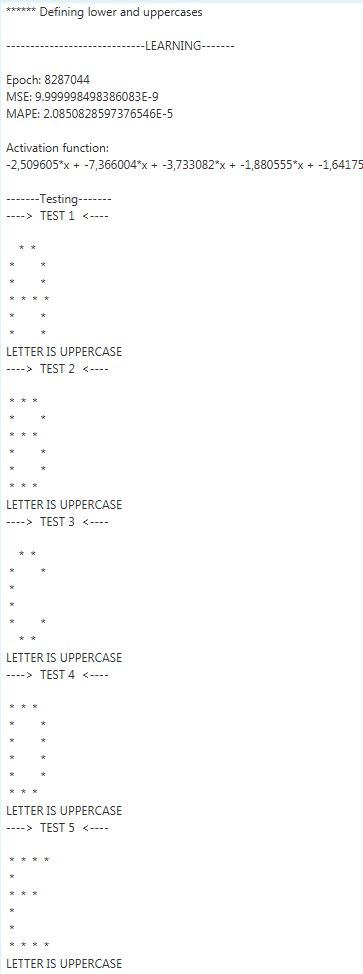 ****** Defining lower and uppercases
-----------------------------LEARNING-------
Epoch: 8287044
MSE: 9.999998498386083E-9
MAPE: 2.0850828597376546E-5
Activation function:
-2,509605*x + -7,366004*x + -3,733082*x + -1,880555*x + -1,64175
-------Testing-------
----> TEST 1 <----
    * *
*        *
*        *
* * * *
*        *
*        *
LETTER IS UPPERCASE
----> TEST 2 <----
* * *
*        *
* * *
*        *
*        *
* * *
LETTER IS UPPERCASE
----> TEST 3 <----
    * *
*        *
*
*
*        *
    * *
LETTER IS UPPERCASE
----> TEST 4 <----
* * *
*        *
*        *
*        *
*        *
* * *
LETTER IS UPPERCASE
----> TEST 5 <----
* * * *
*
* * *
*
*
* * * *
LETTER IS UPPERCASE